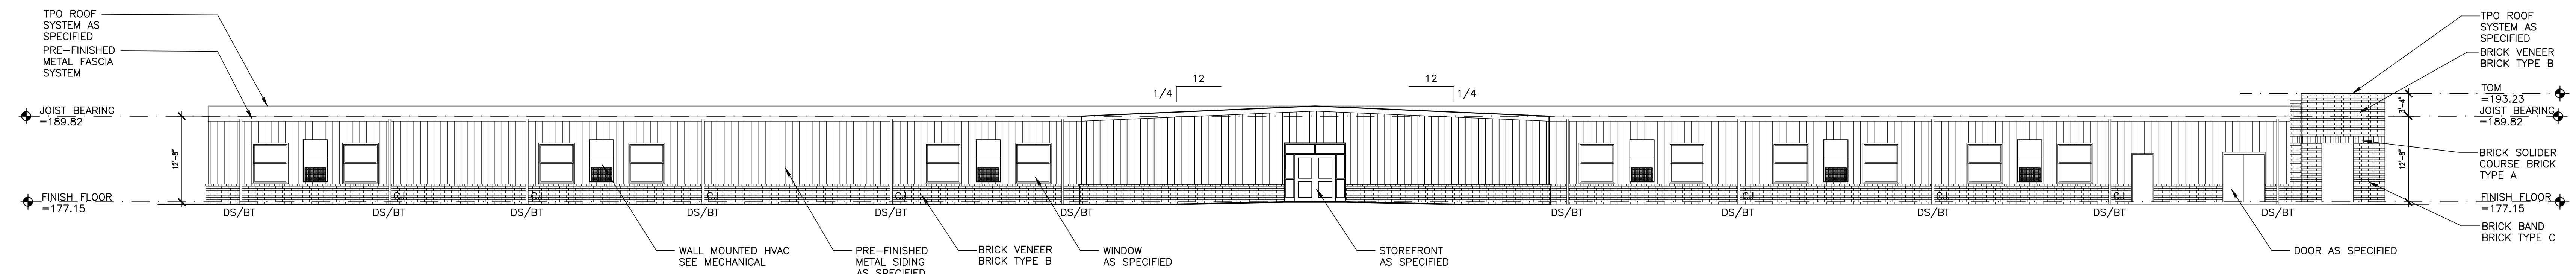 TPO ROOF
SYSTEM AS
SPECIFIED
PRE-FINISHED
METAL FASCIA
SYSTEM
JOIST BEARING
=189.82
12'-8"
FINISH FLOOR
=177.15
12
1/4
12
1/4
TPO ROOF
SYSTEM AS
SPECIFIED
BRICK VENEER
BRICK TYPE B
TOM
=193.23
3'-4"
JOIST BEARING
=189.82
12'-8"
BRICK SOLIDER
COURSE BRICK
TYPE A
FINISH FLOOR
=177.15
BRICK BAND
BRICK TYPE C
CJ
CJ
CJ
CJ
CJ
CJ
CJ
DS/BT
DS/BT
DS/BT
DS/BT
DS/BT
DS/BT
DS/BT
DS/BT
DS/BT
DS/BT
DS/BT
WALL MOUNTED HVAC
SEE MECHANICAL
PRE-FINISHED
METAL SIDING
AS SPECIFIED
BRICK VENEER
BRICK TYPE B
WINDOW
AS SPECIFIED
STOREFRONT
AS SPECIFIED
DOOR AS SPECIFIED